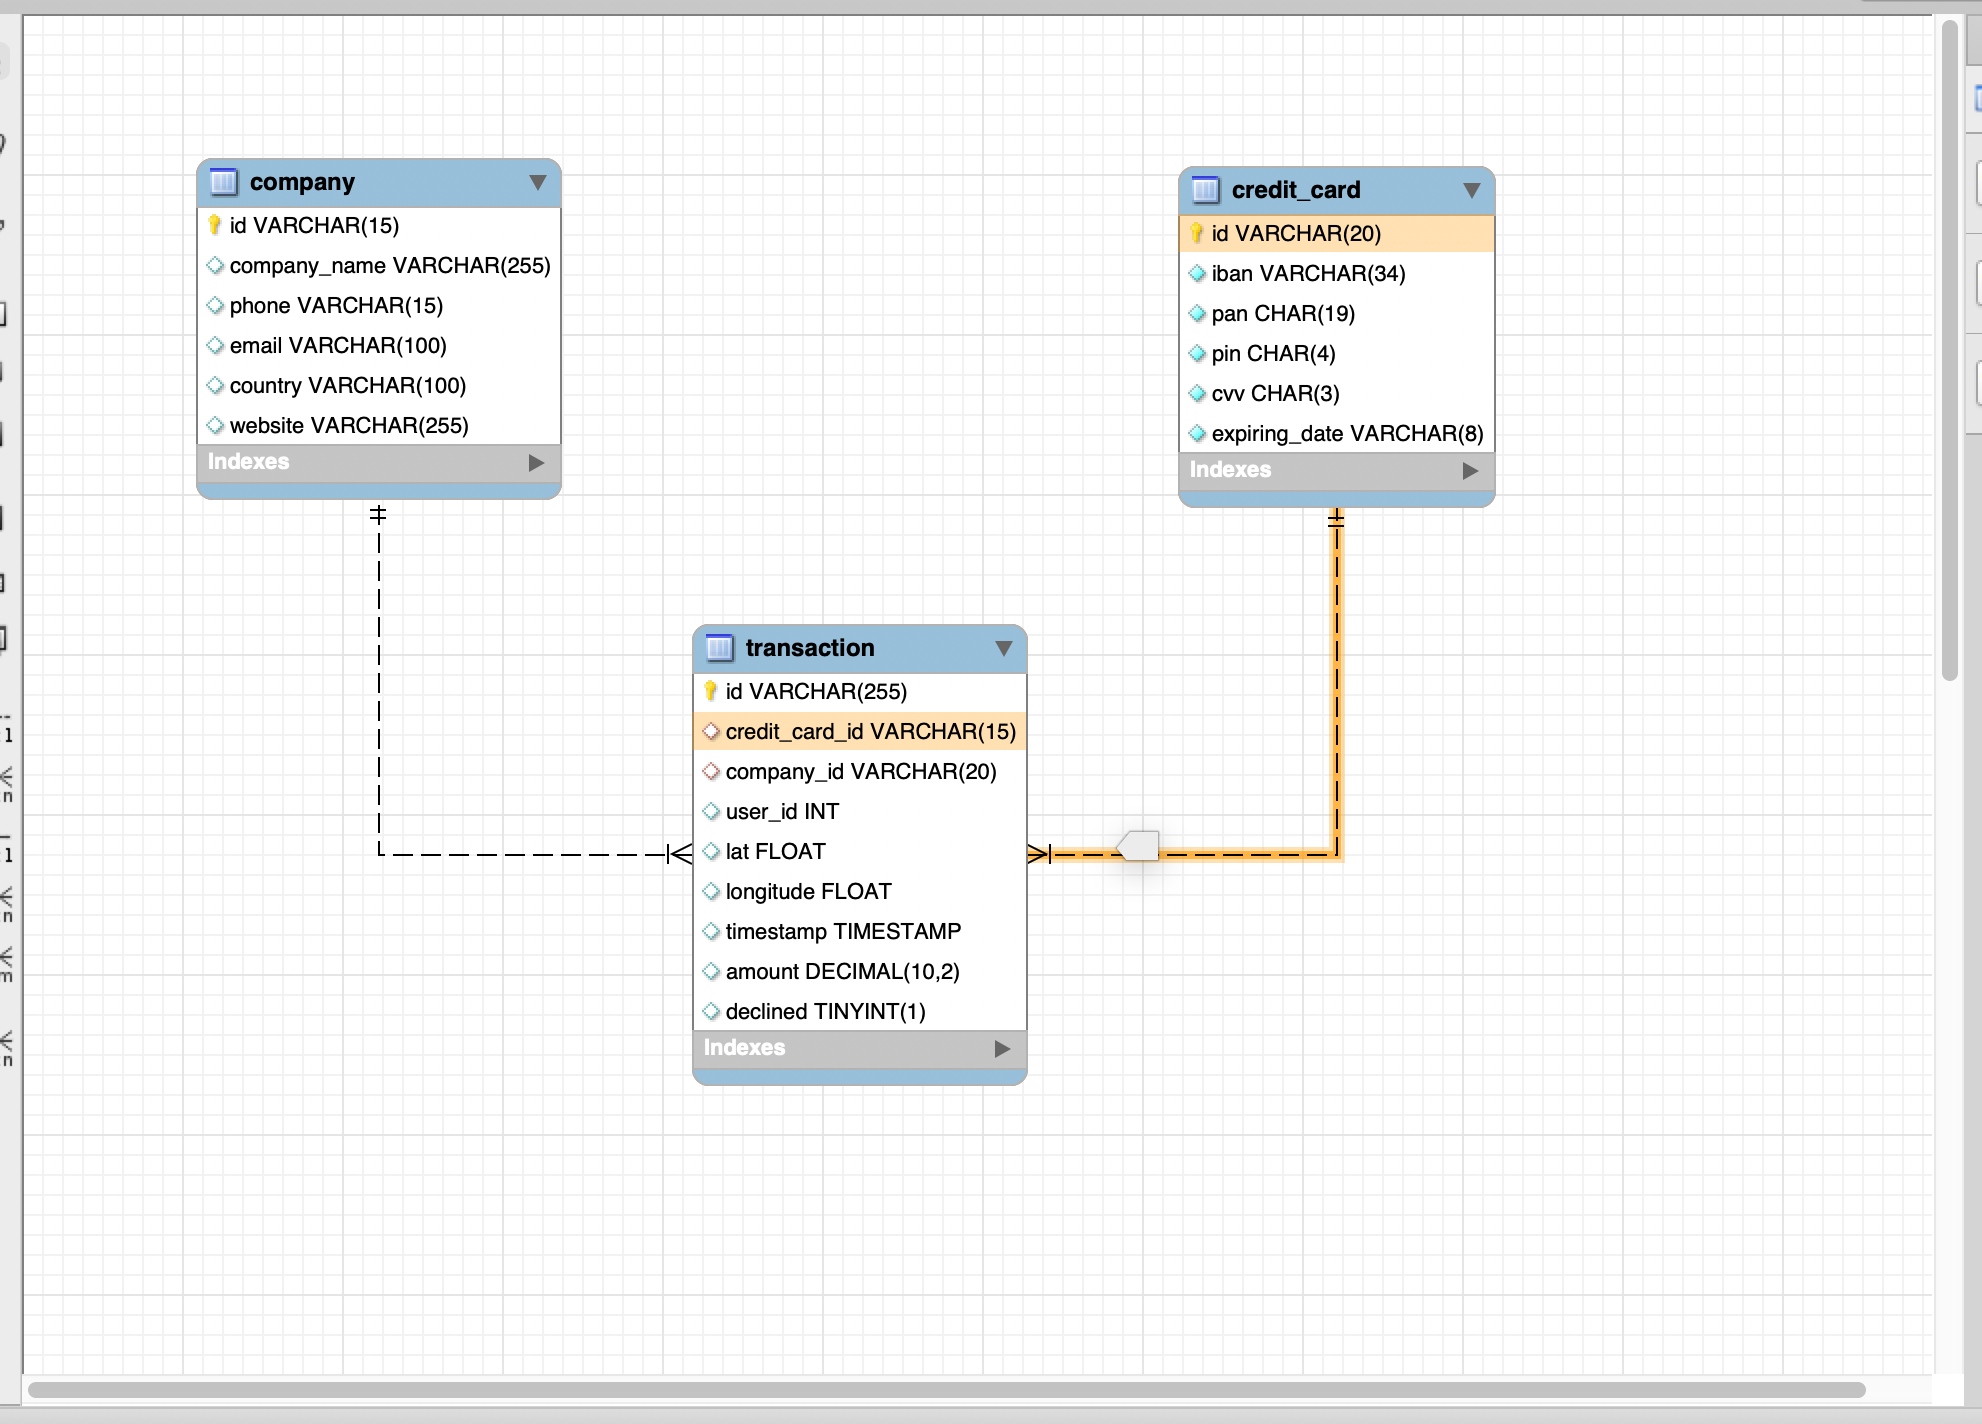 company
id VARCHAR(15)
company_name VARCHAR(255)
phone VARCHAR(15)
email VARCHAR(100)
country VARCHAR(100)
website VARCHAR(255)
Indexes
credit_card
id VARCHAR(20)
iban VARCHAR(34)
pan CHAR(19)
pin CHAR(4)
cvv CHAR(3)
expiring_date VARCHAR(8)
Indexes
transaction
id VARCHAR(255)
credit_card_id VARCHAR(15)
company_id VARCHAR(20)
user_id INT
lat FLOAT
longitude FLOAT
timestamp TIMESTAMP
amount DECIMAL(10,2)
declined TINYINT(1)
Indexes